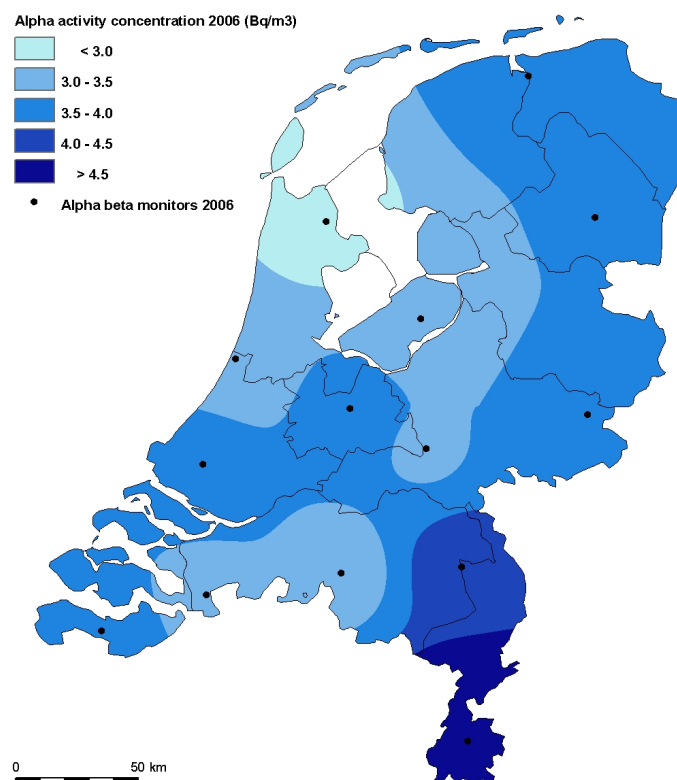 Alpha activity concentration 2006 (Bq/m3)
< 3.0
3.0 - 3.5
3.5 - 4.0
4.0 - 4.5
> 4.5
Alpha beta monitors 2006
0 50 km